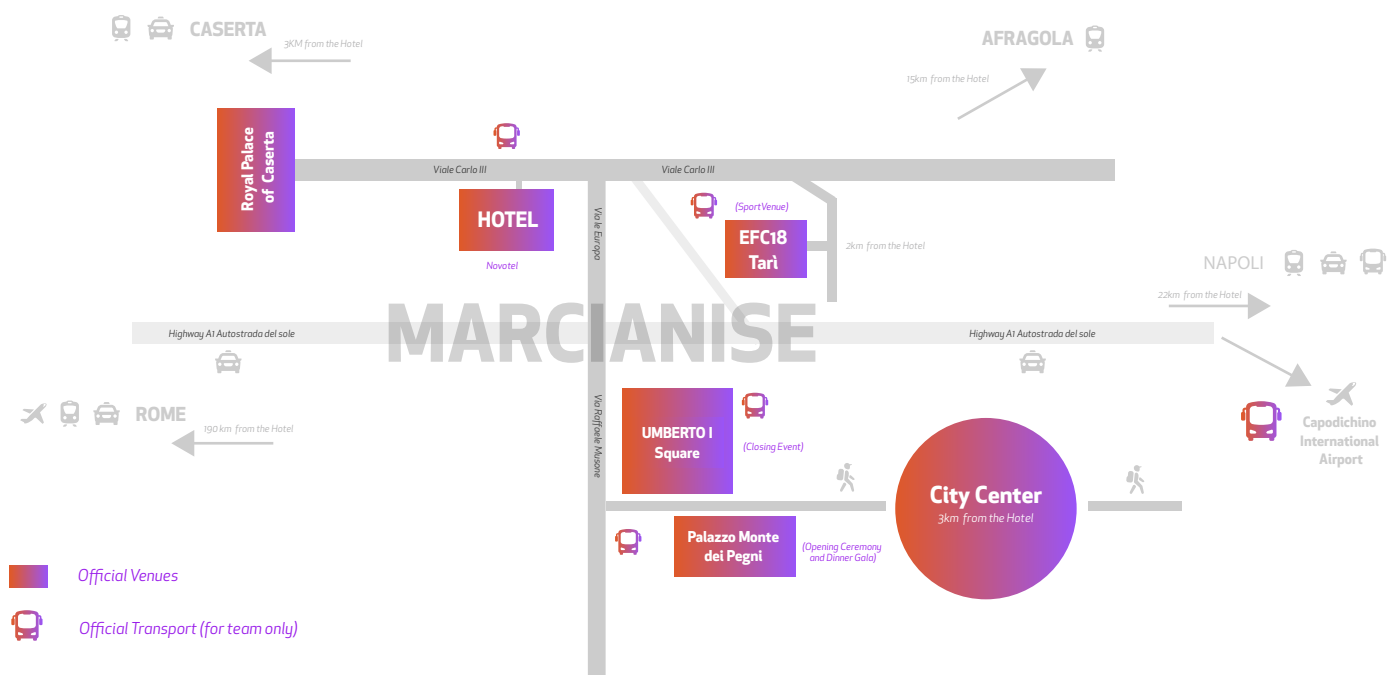 CASERTA
3KM from the Hotel
AFRAGOLA
15km from the Hotel
Royal Palace
of Caserta
Viale Carlo III
Viale Carlo III
HOTEL
Novotel
Via le Europa
(SportVenue)
EFC18
Tarì
2km from the Hotel
NAPOLI
22km from the Hotel
MARCIANISE
Highway A1 Autostrada del sole
Highway A1 Autostrada del sole
ROME
190 km from the Hotel
Via Raffaele Musone
UMBERTO I
Square
(Closing Event)
Capodichino
International
Airport
City Center
3km from the Hotel
Palazzo Monte
dei Pegni
(Opening Ceremony
and Dinner Gala)
Official Venues
Official Transport (for team only)